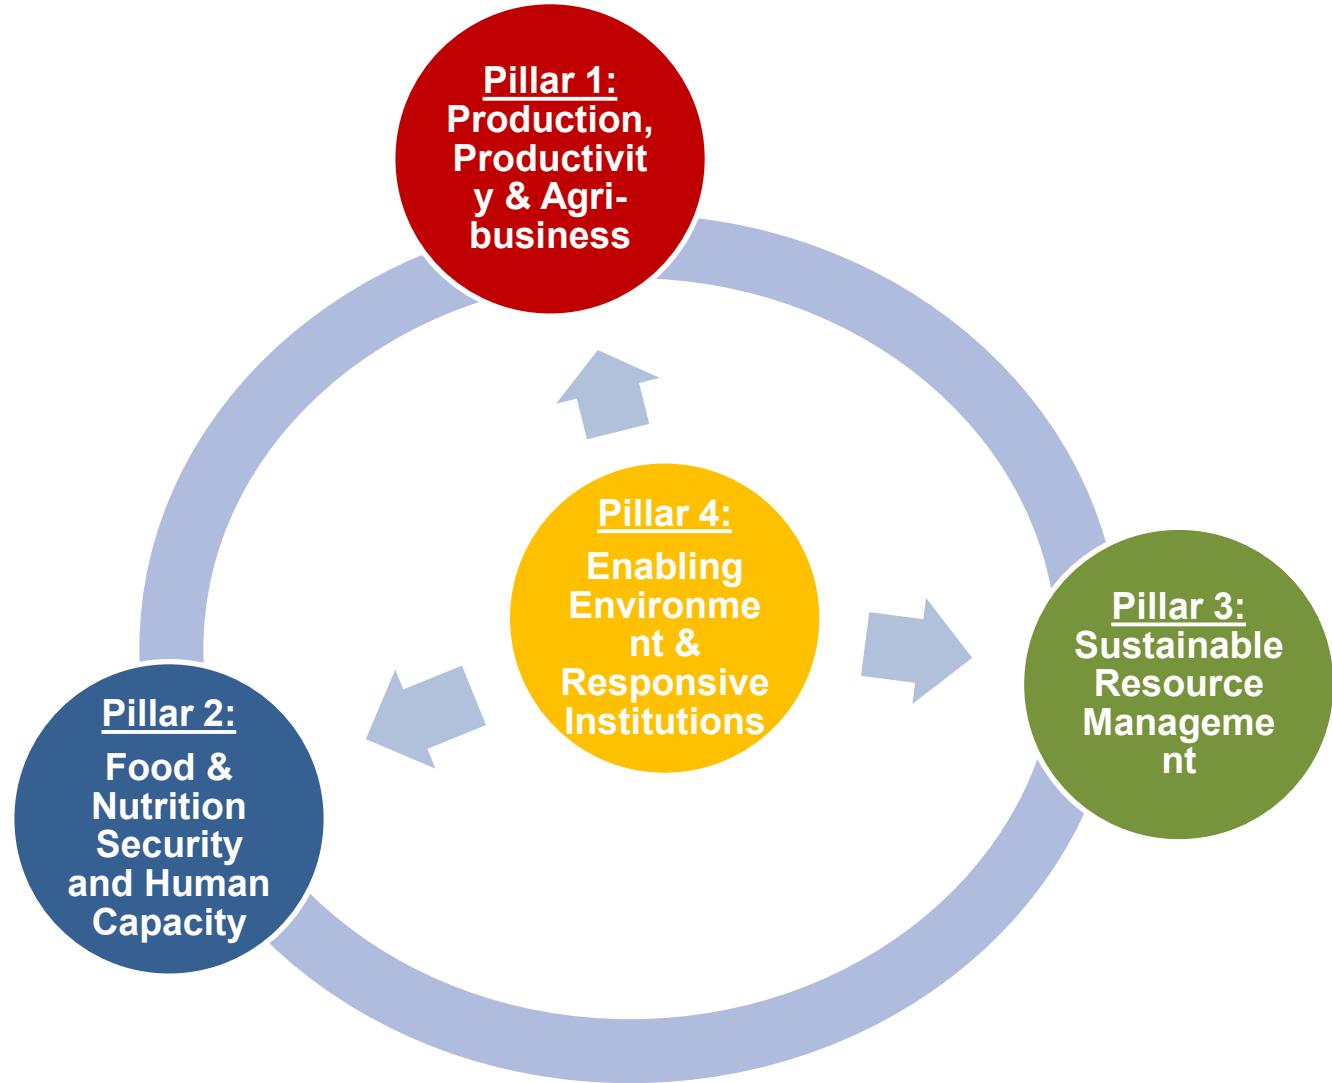 Pillar 1:
Production,
Productivit
y & Agri-
business
Pillar 4:
Enabling
Environme
nt &
Responsive
Institutions
Pillar 3:
Sustainable
Resource
Manageme
nt
Pillar 2:
Food &
Nutrition
Security
and Human
Capacity